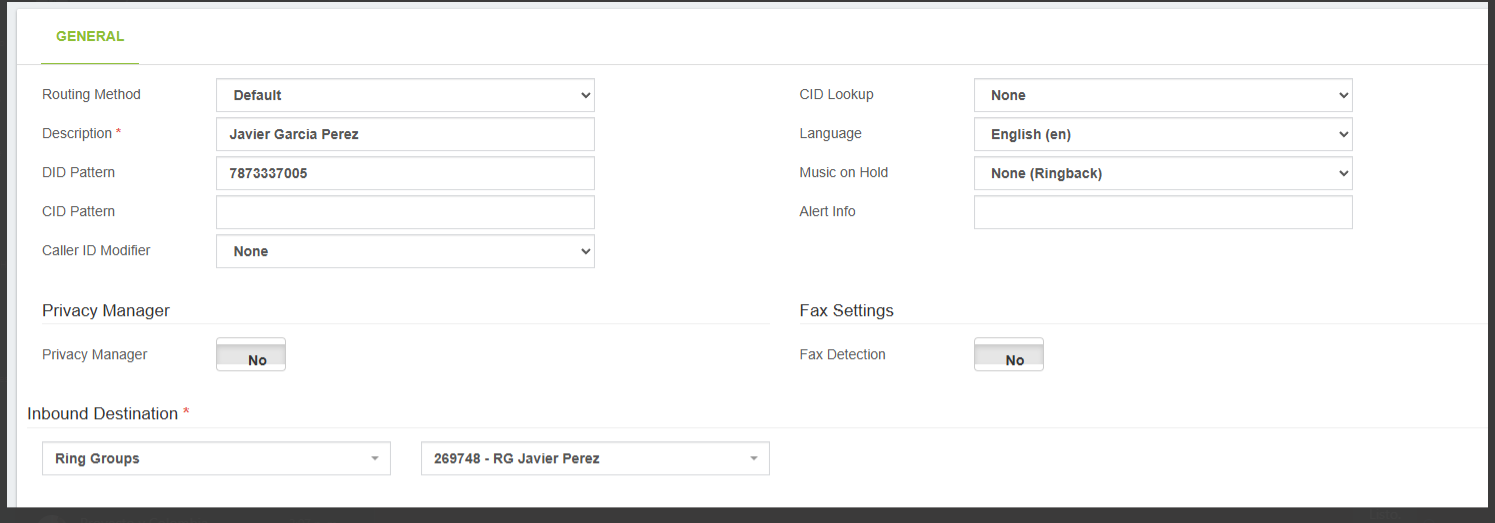 GENERAL
Routing Method Default
Description * Javier Garcia Perez
DID Pattern 7873337005
CID Pattern
Caller ID Modifier None
CID Lookup None
Language English (en)
Music on Hold None (Ringback)
Alert Info
Privacy Manager
Privacy Manager No
Fax Settings
Fax Detection No
Inbound Destination *
Ring Groups 269748 - RG Javier Perez